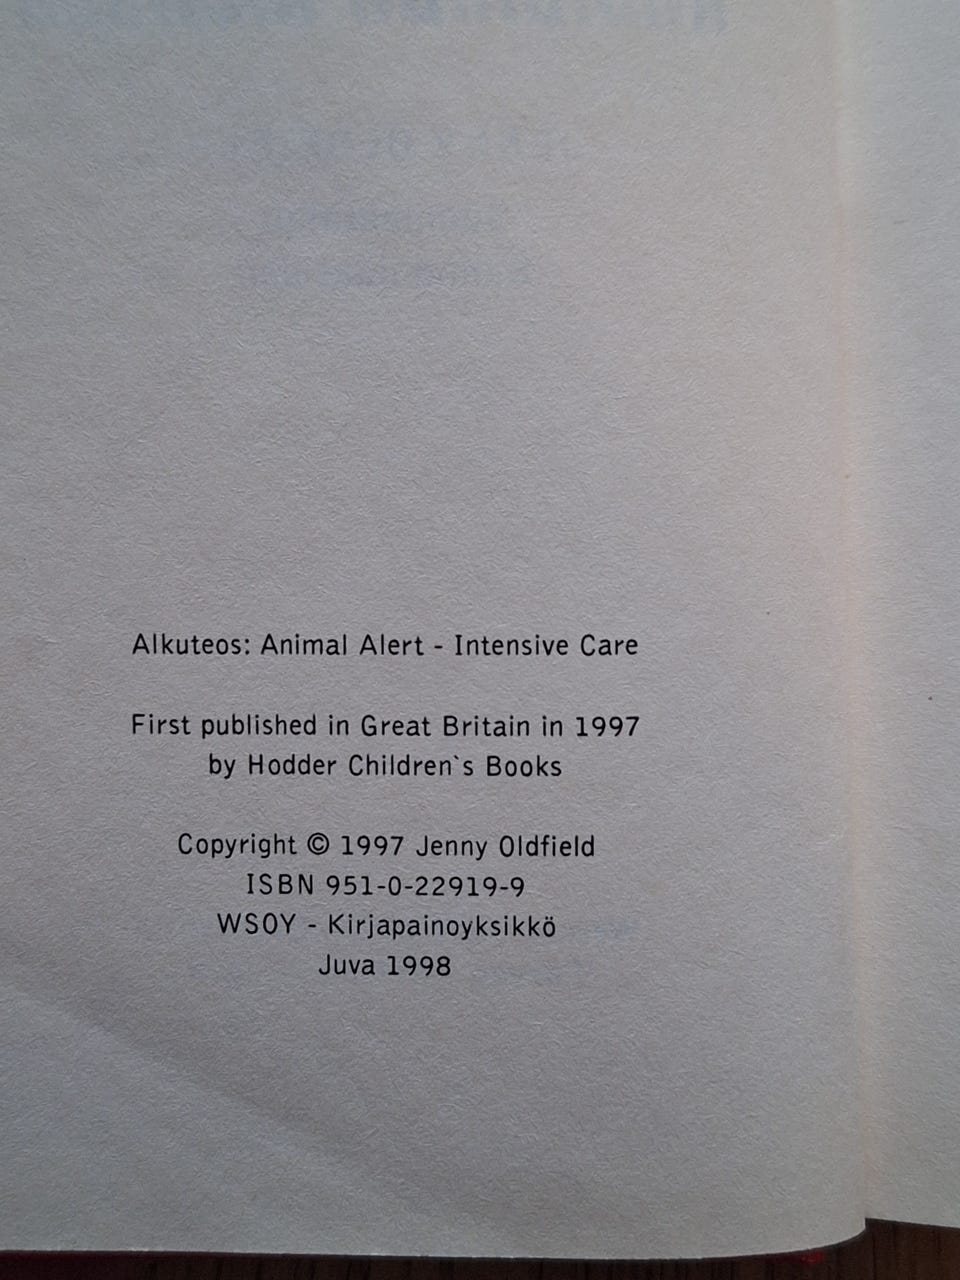 Alkuteos: Animal Alert - Intensive Care
First published in Great Britain in 1997
by Hodder Children`s Books
Copyright © 1997 Jenny Oldfield
ISBN 951-0-22919-9
WSOY - Kirjapainoyksikkö
Juva 1998